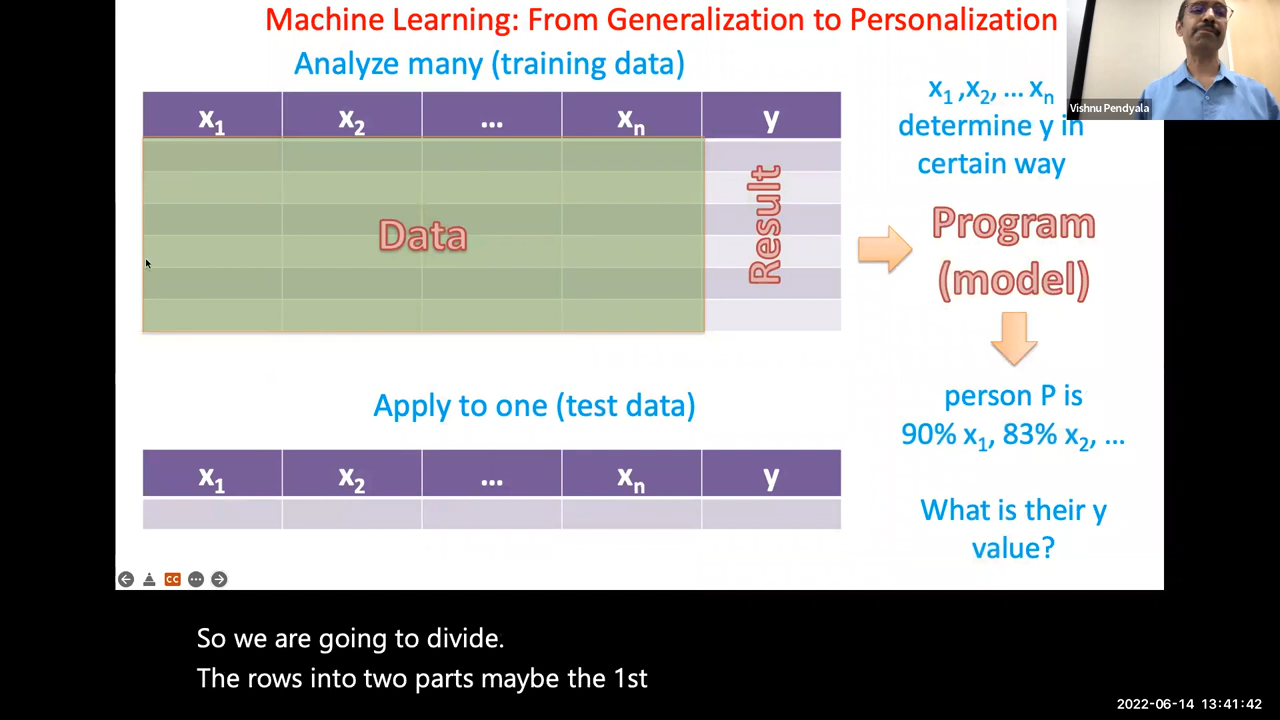 Machine Learning: From Generalization to Personalization
Analyze many (training data)
x1 x2 ... xn y
Data
Result
x1 ,x2, ... xn
determine y in
certain way
Program
(model)
person P is
90% x1, 83% x2, ...
What is their y
value?
Apply to one (test data)
x1 x2 ... xn y
CC
Vishnu Pendyala
So we are going to divide.
The rows into two parts maybe the 1st
2022-06-14 13:41:42